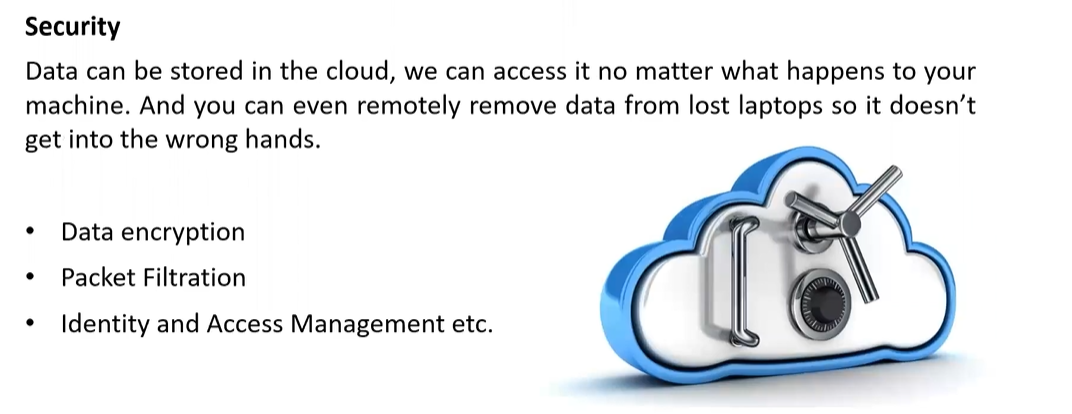 Security
Data can be stored in the cloud, we can access it no matter what happens to your
machine. And you can even remotely remove data from lost laptops so it doesn’t
get into the wrong hands.
• Data encryption
• Packet Filtration
• Identity and Access Management etc.